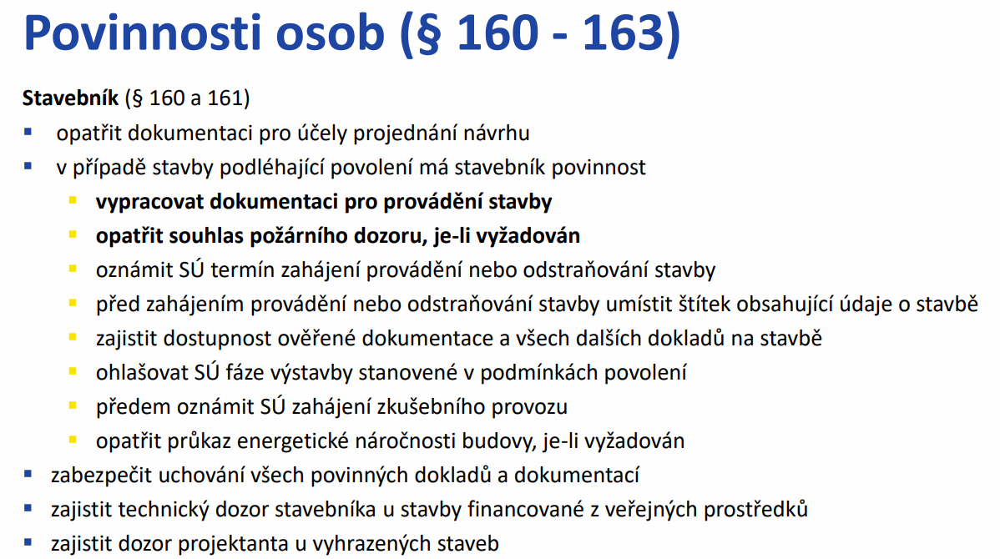 Povinnosti osob (§ 160 - 163)
Stavebník (§ 160 a 161)
opatřit dokumentaci pro účely projednání návrhu
v případě stavby podléhající povolení má stavebník povinnost
vypracovat dokumentaci pro provádění stavby
opatřit souhlas požárního dozoru, je-li vyžadován
oznámit SÚ termín zahájení provádění nebo odstraňování stavby
před zahájením provádění nebo odstraňování stavby umístit štítek obsahující údaje o stavbě
zajistit dostupnost ověřené dokumentace a všech dalších dokladů na stavbě
ohlašovat SÚ fáze výstavby stanovené v podmínkách povolení
předem oznámit SÚ zahájení zkušebního provozu
opatřit průkaz energetické náročnosti budovy, je-li vyžadován
zabezpečit uchování všech povinných dokladů a dokumentací
zajistit technický dozor stavebníka u stavby financované z veřejných prostředků
zajistit dozor projektanta u vyhrazených staveb